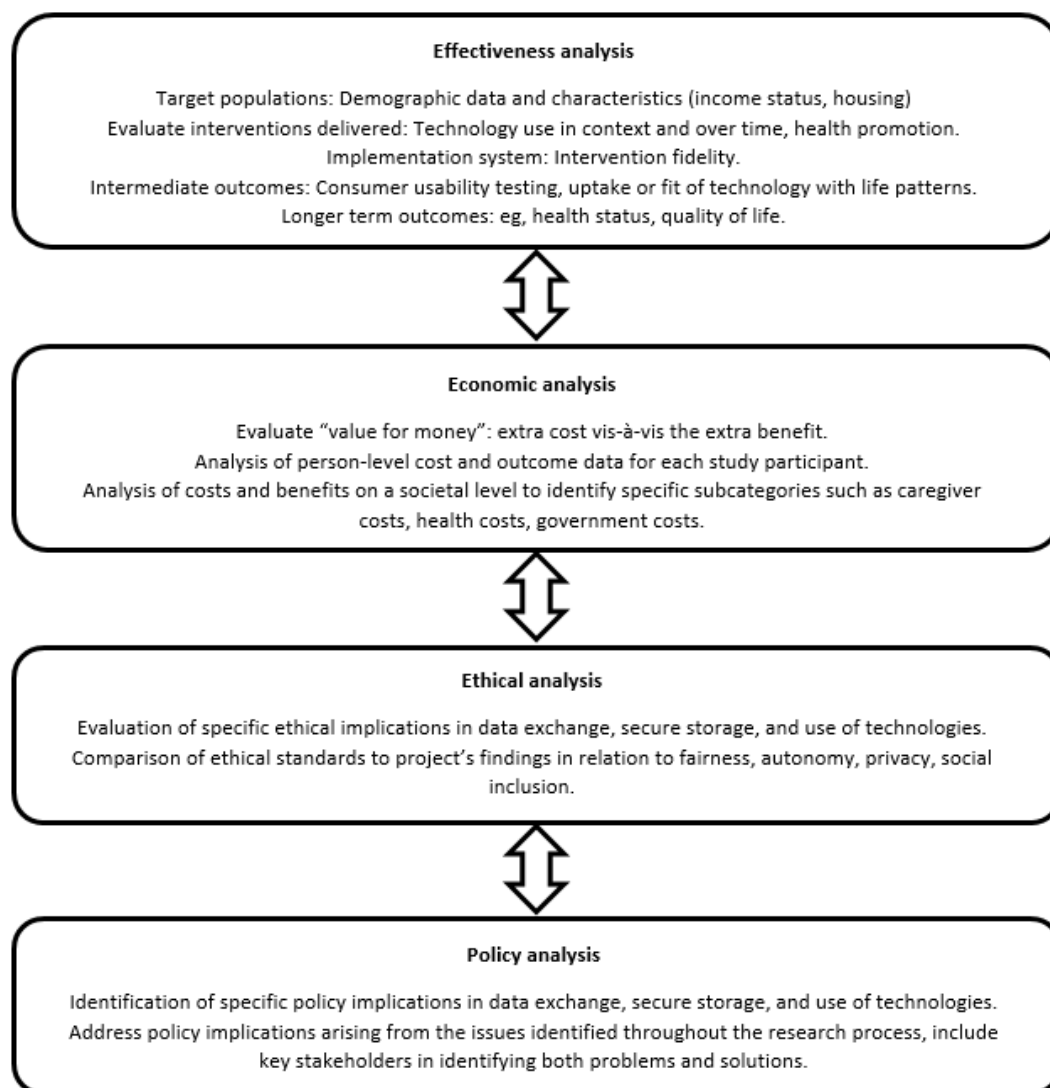 Effectiveness analysis
Target populations: Demographic data and characteristics (income status, housing)
Evaluate interventions delivered: Technology use in context and over time, health promotion.
Implementation system: Intervention fidelity.
Intermediate outcomes: Consumer usability testing, uptake or fit of technology with life patterns.
Longer term outcomes: eg, health status, quality of life.
Economic analysis
Evaluate “value for money”: extra cost vis-à-vis the extra benefit.
Analysis of person-level cost and outcome data for each study participant.
Analysis of costs and benefits on a societal level to identify specific subcategories such as caregiver
costs, health costs, government costs.
Ethical analysis
Evaluation of specific ethical implications in data exchange, secure storage, and use of technologies.
Comparison of ethical standards to project’s findings in relation to fairness, autonomy, privacy, social
inclusion.
Policy analysis
Identification of specific policy implications in data exchange, secure storage, and use of technologies.
Address policy implications arising from the issues identified throughout the research process, include
key stakeholders in identifying both problems and solutions.